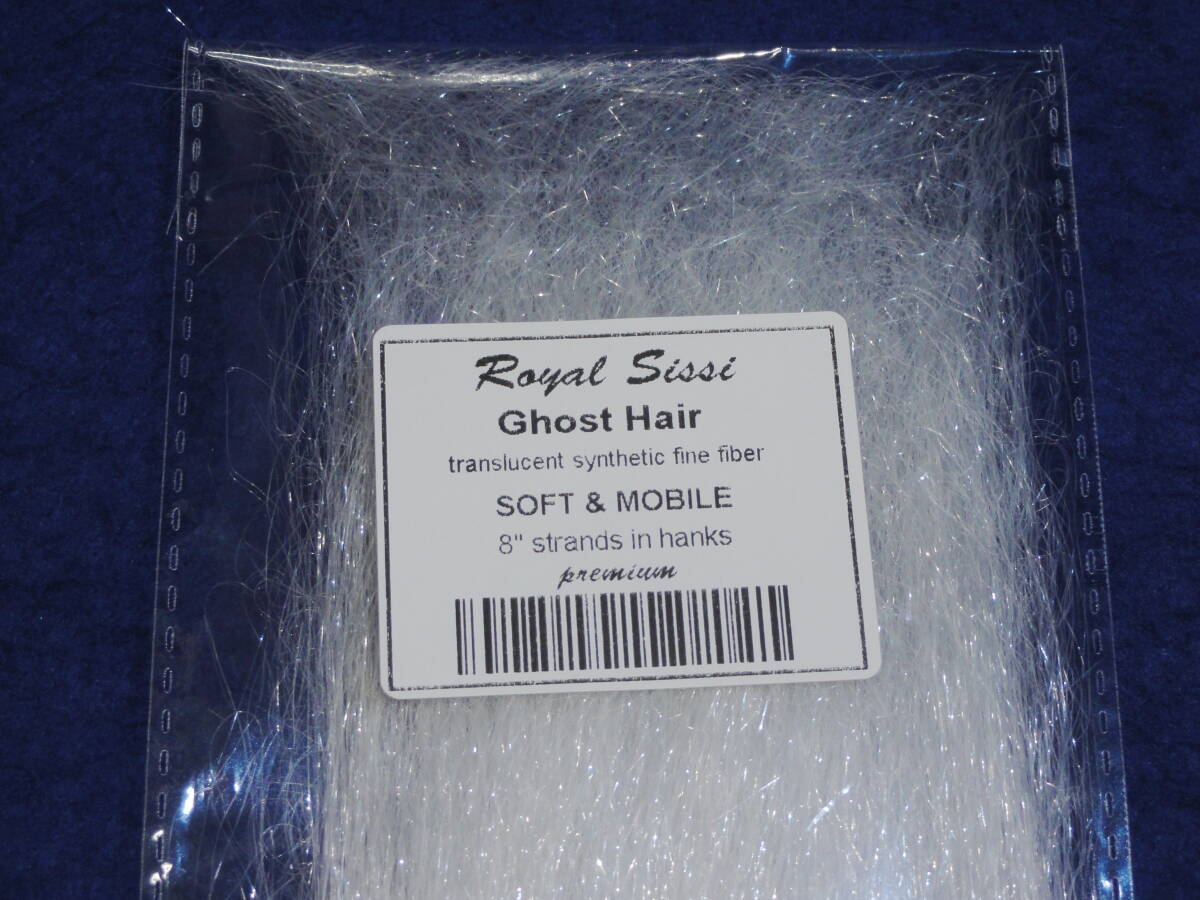 Royal Sissi
Ghost Hair
translucent synthetic fine fiber
SOFT & MOBILE
8" strands in hanks
premium